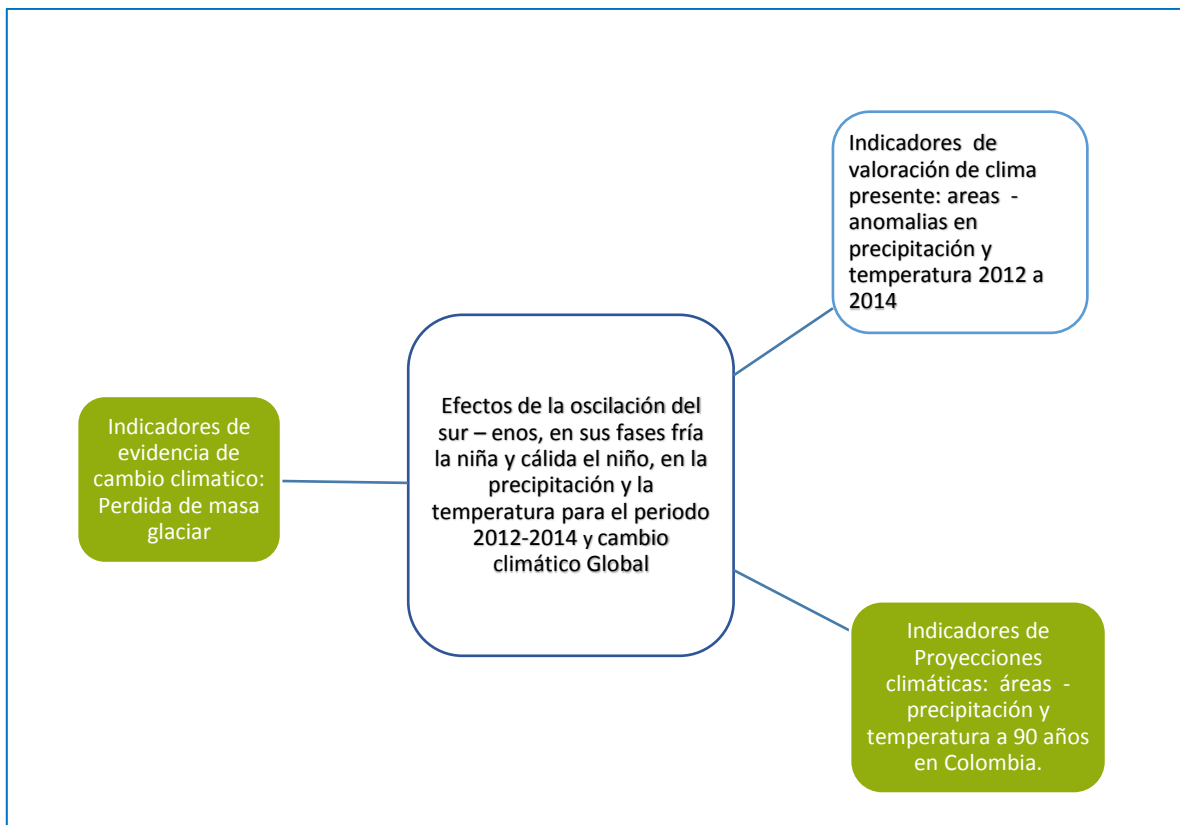 Indicadores de
valoración de clima
presente: areas -
anomalias en
precipitación y
temperatura 2012 a
2014
Efectos de la oscilación del
sur – enos, en sus fases fría
la niña y cálida el niño, en la
precipitación y la
temperatura para el periodo
2012-2014 y cambio
climático Global
Indicadores de
evidencia de
cambio climatico:
Perdida de masa
glaciar
Indicadores de
Proyecciones
climáticas: áreas -
precipitación y
temperatura a 90 años
en Colombia.